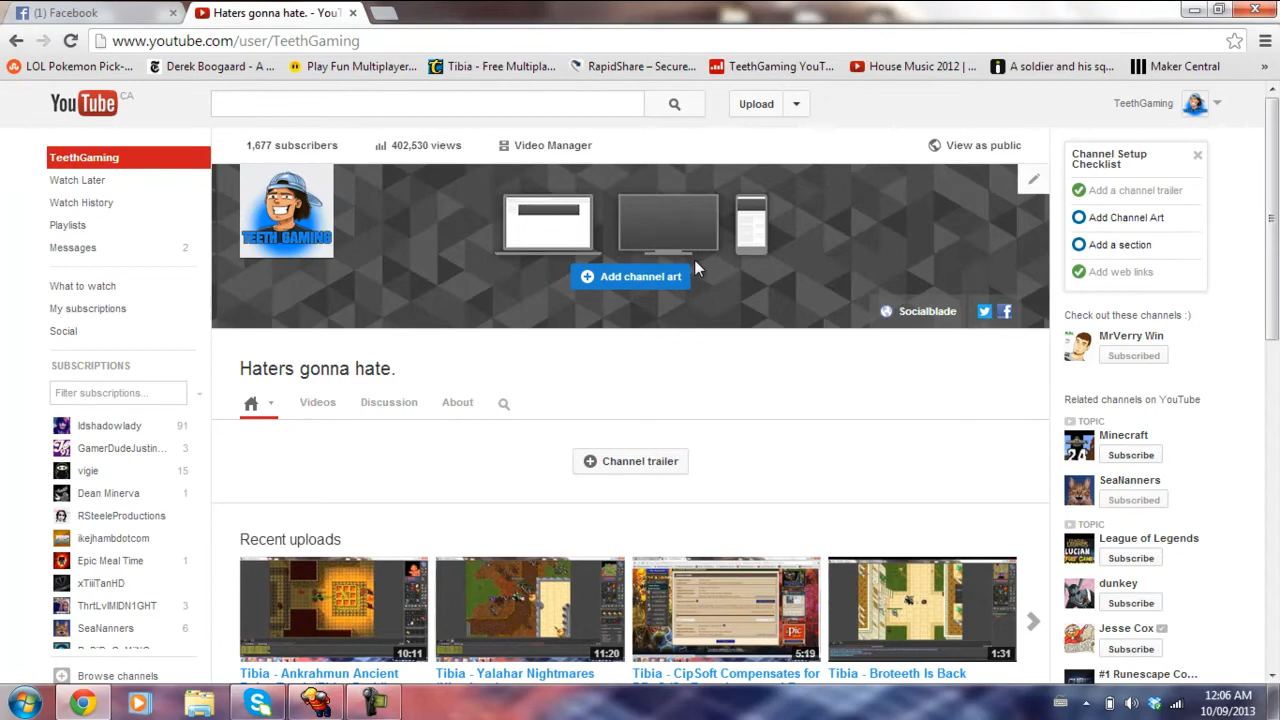 (1) Facebook
Haters gonna hate. - YouT
www.youtube.com/user/TeethGaming
LOL Pokemon Pick-...
Derek Boogaard - A ...
Play Fun Multiplayer...
Tibia - Free Multipla...
RapidShare – Secure...
TeethGaming YouT...
House Music 2012 | ...
A soldier and his sq...
Maker Central
»
YouTube CA
Upload
TeethGaming
TeethGaming
Watch Later
Watch History
Playlists
Messages 2
What to watch
My subscriptions
Social
SUBSCRIPTIONS
Filter subscriptions...
ldshadowlady 91
GamerDudeJustin... 3
vigie 15
Dean Minerva 1
RSteeleProductions
ikejhambdotcom
Epic Meal Time 1
xTiiiTanHD
ThrtLvlMIDN1GHT 3
SeaNanners 6
Browse channels
1,677 subscribers
402,530 views
Video Manager
View as public
TEETH GAMING
Add channel art
Socialblade
Haters gonna hate.
Videos
Discussion
About
Channel trailer
Recent uploads
10:11
11:20
5:19
1:31
Tibia - Ankrahmun Ancient
Tibia - Yalahar Nightmares
Tibia - CipSoft Compensates for
Tibia - Broteeth Is Back
Channel Setup
Checklist
Add a channel trailer
Add Channel Art
Add a section
Add web links
Check out these channels :)
MrVerry Win
Subscribed
Related channels on YouTube
TOPIC
Minecraft
Subscribe
SeaNanners
Subscribed
TOPIC
League of Legends
Subscribe
dunkey
Subscribe
Jesse Cox
Subscribe
#1 Runescape Co...
12:06 AM
10/09/2013